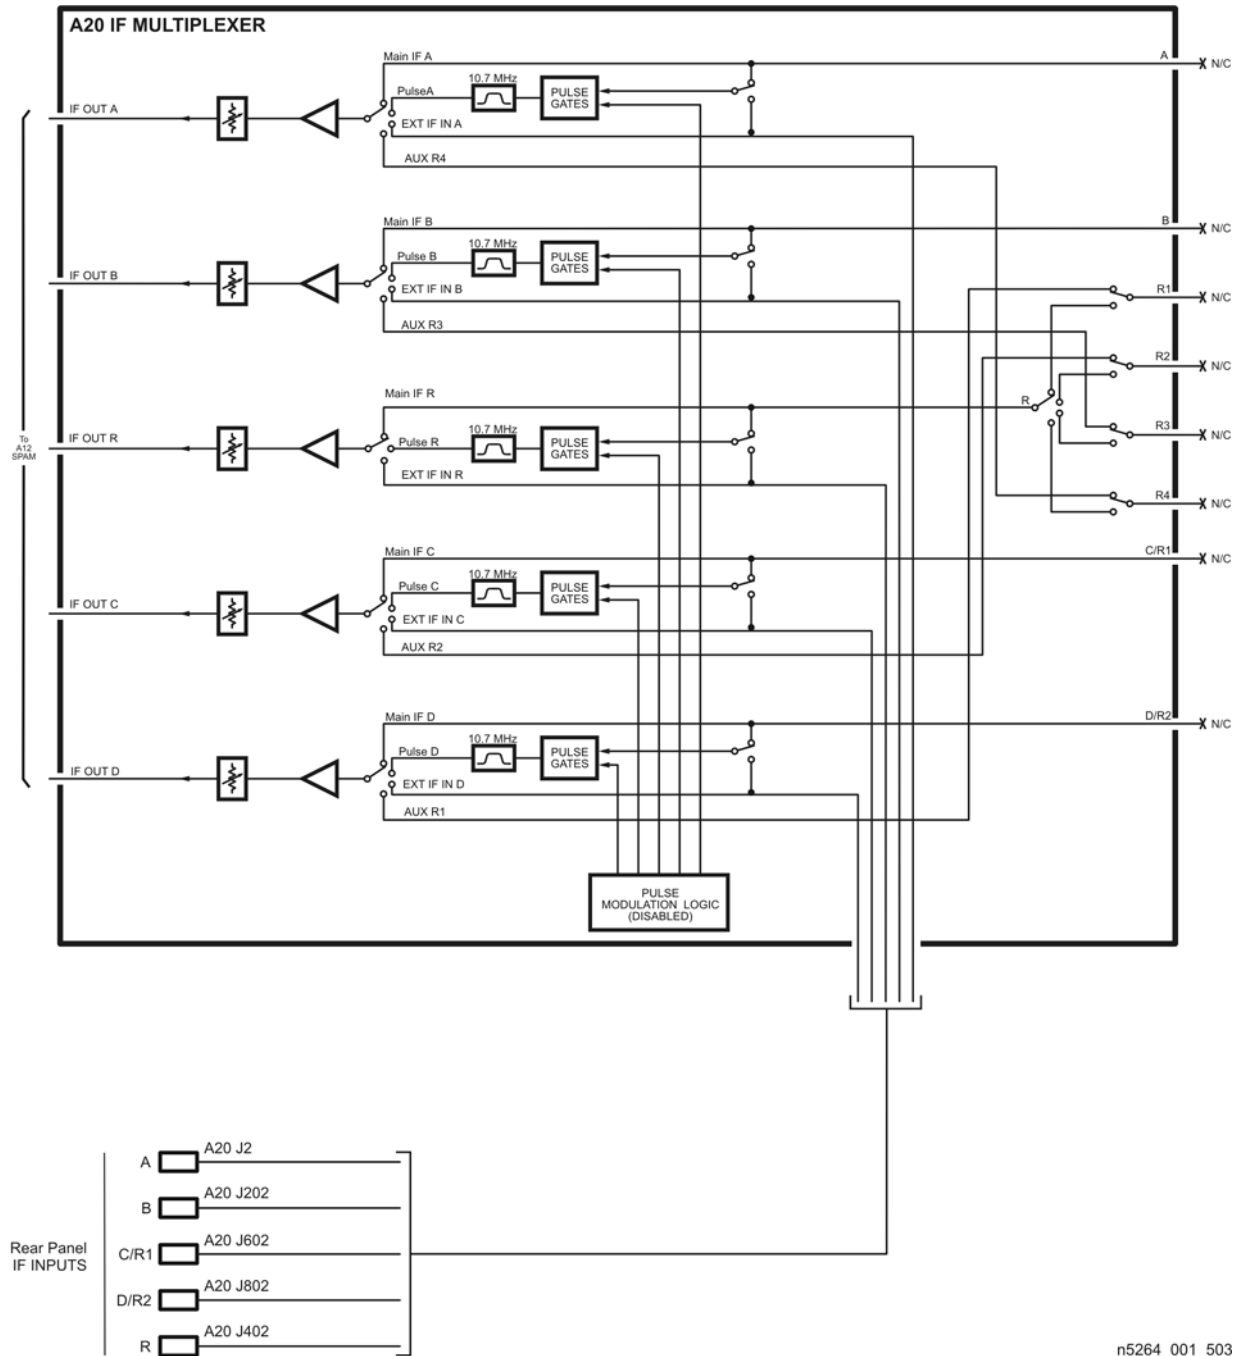 A20 IF MULTIPLEXER
Main IF A
A
N/C
10.7 MHz
PulseA
PULSE
GATES
IF OUT A
EXT IF IN A
AUX R4
Main IF B
B
N/C
10.7 MHz
Pulse B
PULSE
GATES
IF OUT B
EXT IF IN B
R1
N/C
AUX R3
R2
N/C
Main IF R
R
10.7 MHz
R3
N/C
To
A12
SPAM
IF OUT R
Pulse R
PULSE
GATES
EXT IF IN R
R4
N/C
Main IF C
C/R1
N/C
10.7 MHz
Pulse C
PULSE
GATES
IF OUT C
EXT IF IN C
AUX R2
Main IF D
D/R2
N/C
10.7 MHz
Pulse D
PULSE
GATES
IF OUT D
EXT IF IN D
AUX R1
PULSE
MODULATION LOGIC
(DISABLED)
A A20 J2
B A20 J202
Rear Panel
IF INPUTS
C/R1 A20 J602
D/R2 A20 J802
R A20 J402
n5264_001_503